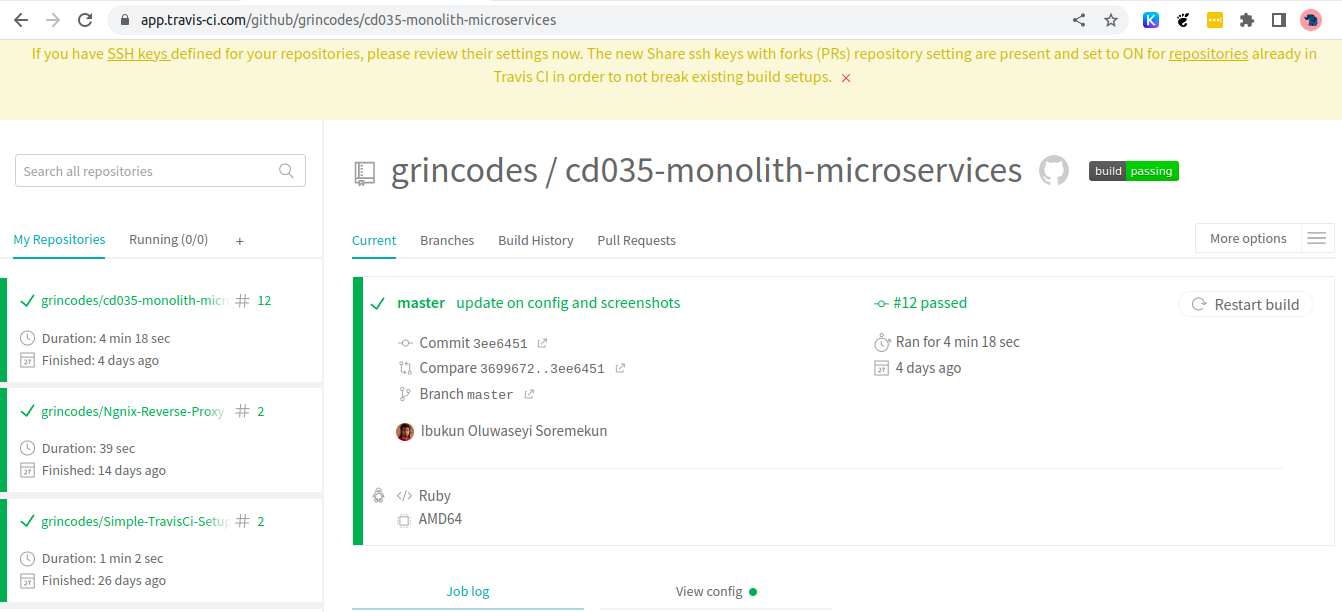 app.travis-ci.com/github/grincodes/cd035-monolith-microservices
If you have SSH keys defined for your repositories, please review their settings now. The new Share ssh keys with forks (PRs) repository setting are present and set to ON for repositories already in
Travis CI in order to not break existing build setups. ×
Search all repositories
grincodes / cd035-monolith-microservices
build passing
My Repositories
Running (0/0)
+
Current
Branches
Build History
Pull Requests
More options
grincodes/cd035-monolith-micr
# 12
Duration: 4 min 18 sec
Finished: 4 days ago
grincodes/Ngnix-Reverse-Proxy
# 2
Duration: 39 sec
Finished: 14 days ago
grincodes/Simple-TravisCi-Setup
# 2
Duration: 1 min 2 sec
Finished: 26 days ago
master update on config and screenshots
#12 passed
Restart build
Commit 3ee6451
Compare 3699672..3ee6451
Branch master
Ran for 4 min 18 sec
4 days ago
Ibukun Oluwaseyi Soremekun
Ruby
AMD64
Job log
View config